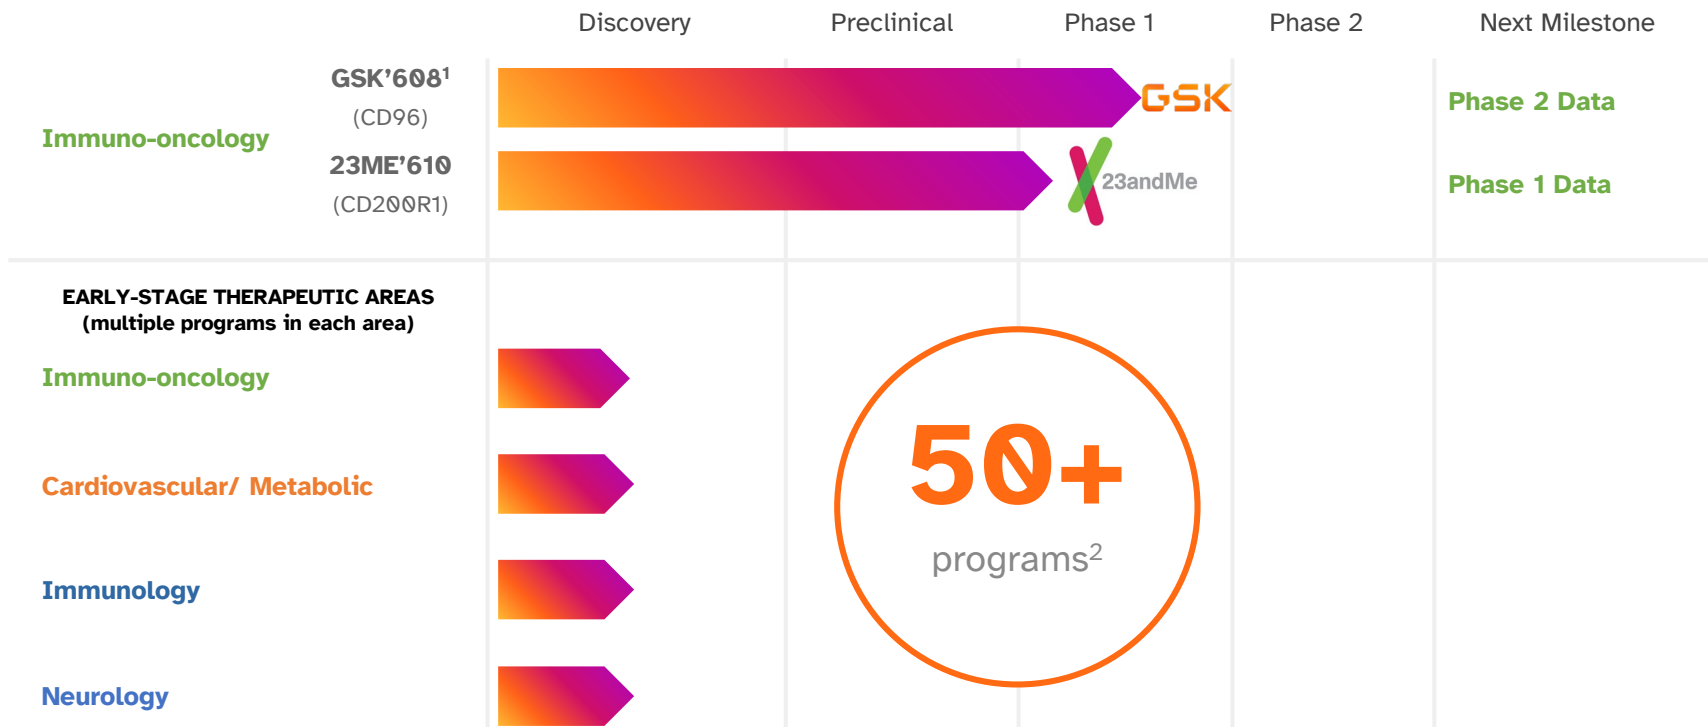 Discovery Preclinical Phase 1 Phase 2 Next Milestone
GSK’608¹
(CD96)
GSK
Phase 2 Data
Immuno-oncology
23ME’610
(CD200R1)
23andMe
Phase 1 Data
EARLY-STAGE THERAPEUTIC AREAS
(multiple programs in each area)
Immuno-oncology
Cardiovascular/ Metabolic
Immunology
Neurology
50+
programs²